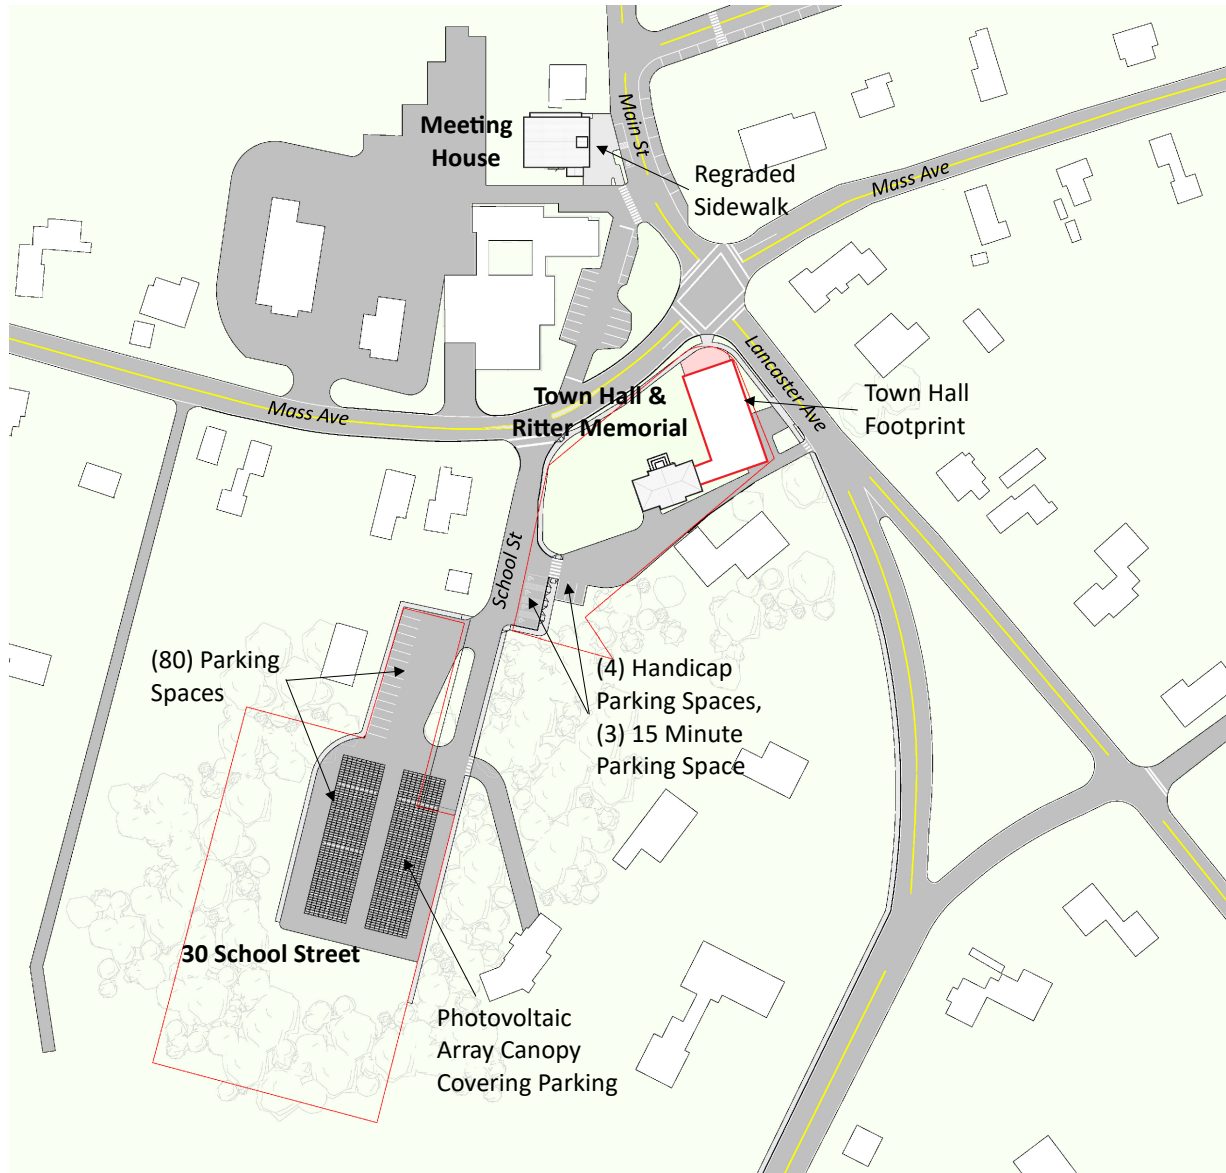 Main St
Meeting
House
Regraded
Sidewalk
Mass Ave
Lancaster Ave
Town Hall &
Ritter Memorial
Town Hall
Footprint
Mass Ave
School St
(80) Parking
Spaces
(4) Handicap
Parking Spaces,
(3) 15 Minute
Parking Space
30 School Street
Photovoltaic
Array Canopy
Covering Parking